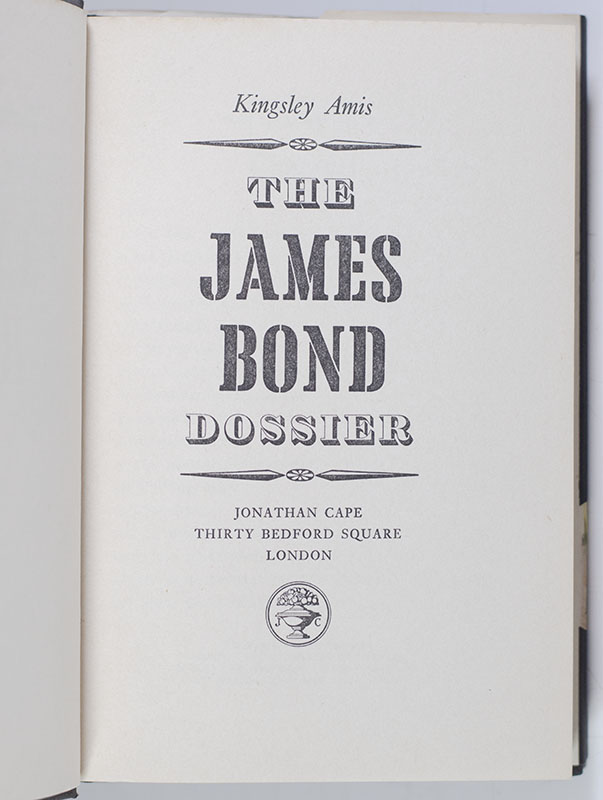 Kingsley Amis
THE
JAMES
BOND
DOSSIER
JONATHAN CAPE
THIRTY BEDFORD SQUARE
LONDON
J C